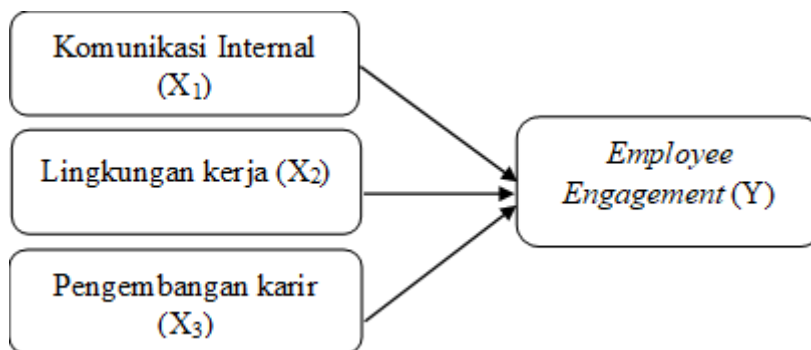 Komunikasi Internal
(X₁)
Lingkungan kerja (X₂)
Pengembangan karir
(X₃)
Employee
Engagement (Y)